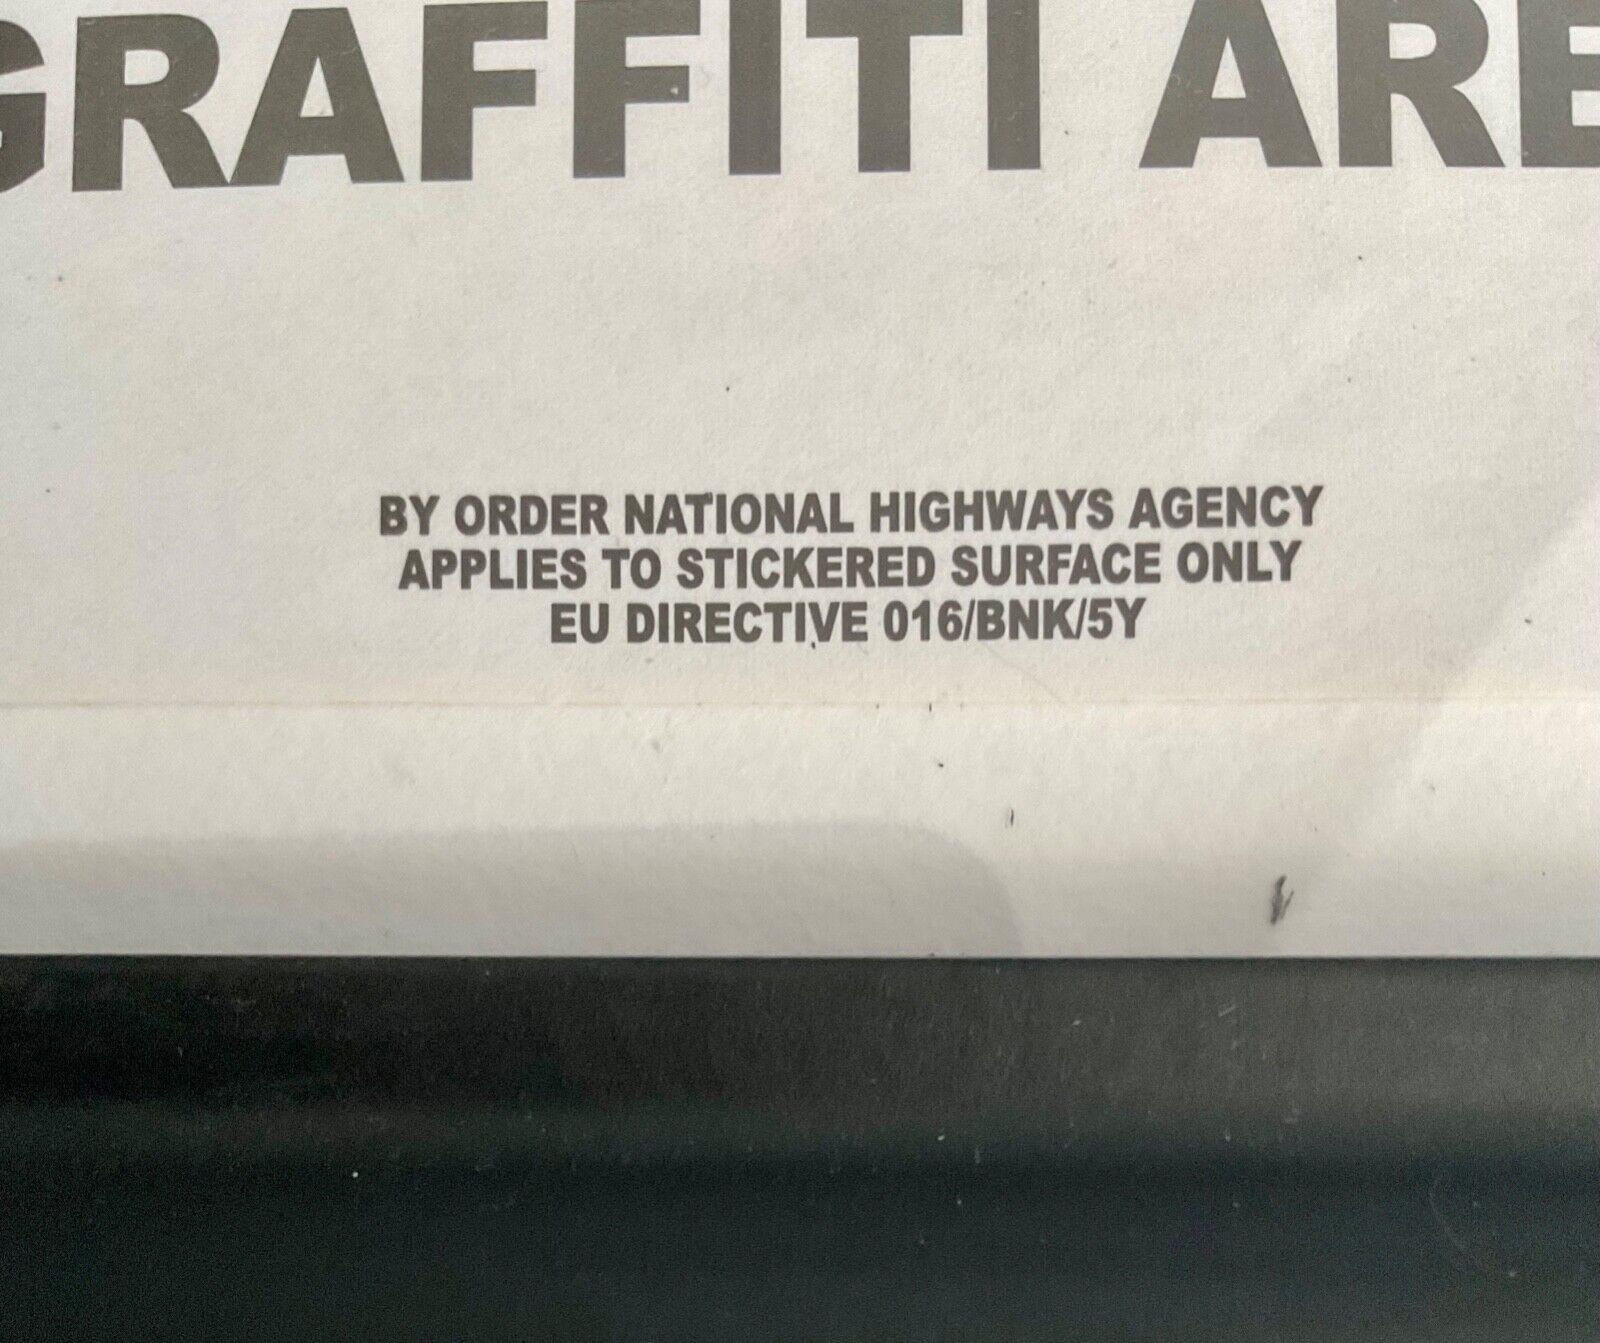 GRAFFITI ARE
BY ORDER NATIONAL HIGHWAYS AGENCY
APPLIES TO STICKERED SURFACE ONLY
EU DIRECTIVE 016/BNK/5Y